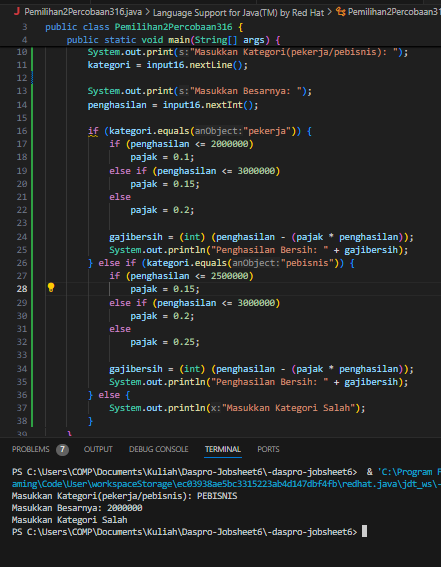 Pemilihan2Percobaan316.java > Language Support for Java(TM) by Red Hat > Pemilihan2Percobaan316
3 public class Pemilihan2Percobaan316 {
4 public static void main(String[] args) {
10 System.out.print(s:"Masukkan Kategori(pekerja/pebisnis): ");
11 kategori = input16.nextLine();
12
13 System.out.print(s:"Masukkan Besarnya: ");
14 penghasilan = input16.nextInt();
15
16 if (kategori.equals(anObject:"pekerja")) {
17 if (penghasilan <= 2000000)
18 pajak = 0.1;
19 else if (penghasilan <= 3000000)
20 pajak = 0.15;
21 else
22 pajak = 0.2;
23
24 gajibersih = (int) (penghasilan - (pajak * penghasilan));
25 System.out.println("Penghasilan Bersih: " + gajibersih);
26 } else if (kategori.equals(anObject:"pebisnis")) {
27 if (penghasilan <= 2500000)
28 pajak = 0.15;
29 else if (penghasilan <= 3000000)
30 pajak = 0.2;
31 else
32 pajak = 0.25;
33
34 gajibersih = (int) (penghasilan - (pajak * penghasilan));
35 System.out.println("Penghasilan Bersih: " + gajibersih);
36 } else {
37 System.out.println(x:"Masukkan Kategori Salah");
38 }
39 }
PROBLEMS 7 OUTPUT DEBUG CONSOLE TERMINAL PORTS
PS C:\Users\COMP\Documents\Kuliah\Daspro-Jobsheet6\-daspro-jobsheet6> & 'C:\Program F
aming\Code\User\workspaceStorage\ec03938ae5bc3315223ab4d147dbf4fb\redhat.java\jdt_ws\-
Masukkan Kategori(pekerja/pebisnis): PEBISNIS
Masukkan Besarnya: 2000000
Masukkan Kategori Salah
PS C:\Users\COMP\Documents\Kuliah\Daspro-Jobsheet6\-daspro-jobsheet6>